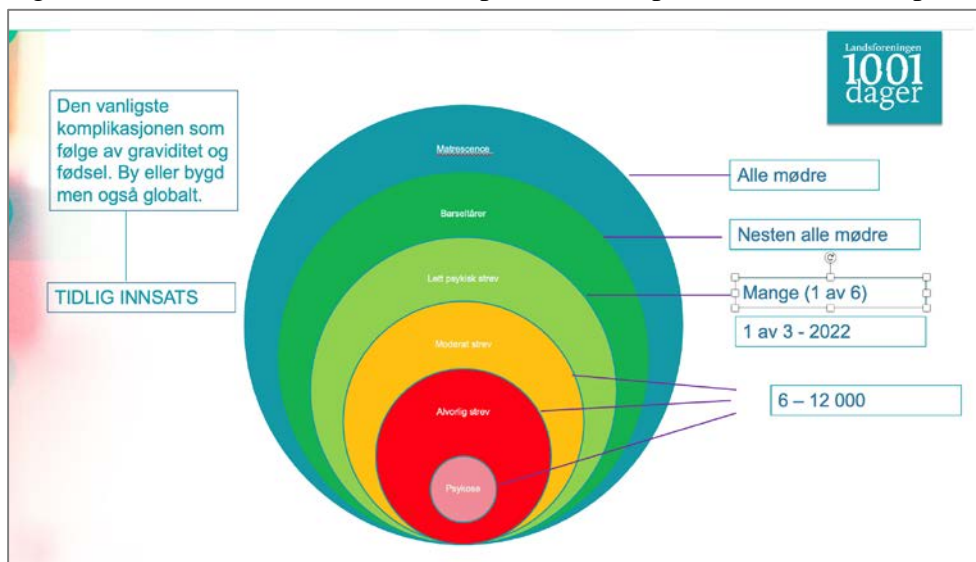 Landsforeningen
1001
dager
Den vanligste
komplikasjonen som
følge av graviditet og
fødsel. By eller bygd
men også globalt.
TIDLIG INNSATS
Matrescence
Barseltårer
Lett psykisk strev
Moderat strev
Alvorlig strev
Psykose
Alle mødre
Nesten alle mødre
Mange (1 av 6)
1 av 3 - 2022
6 – 12 000